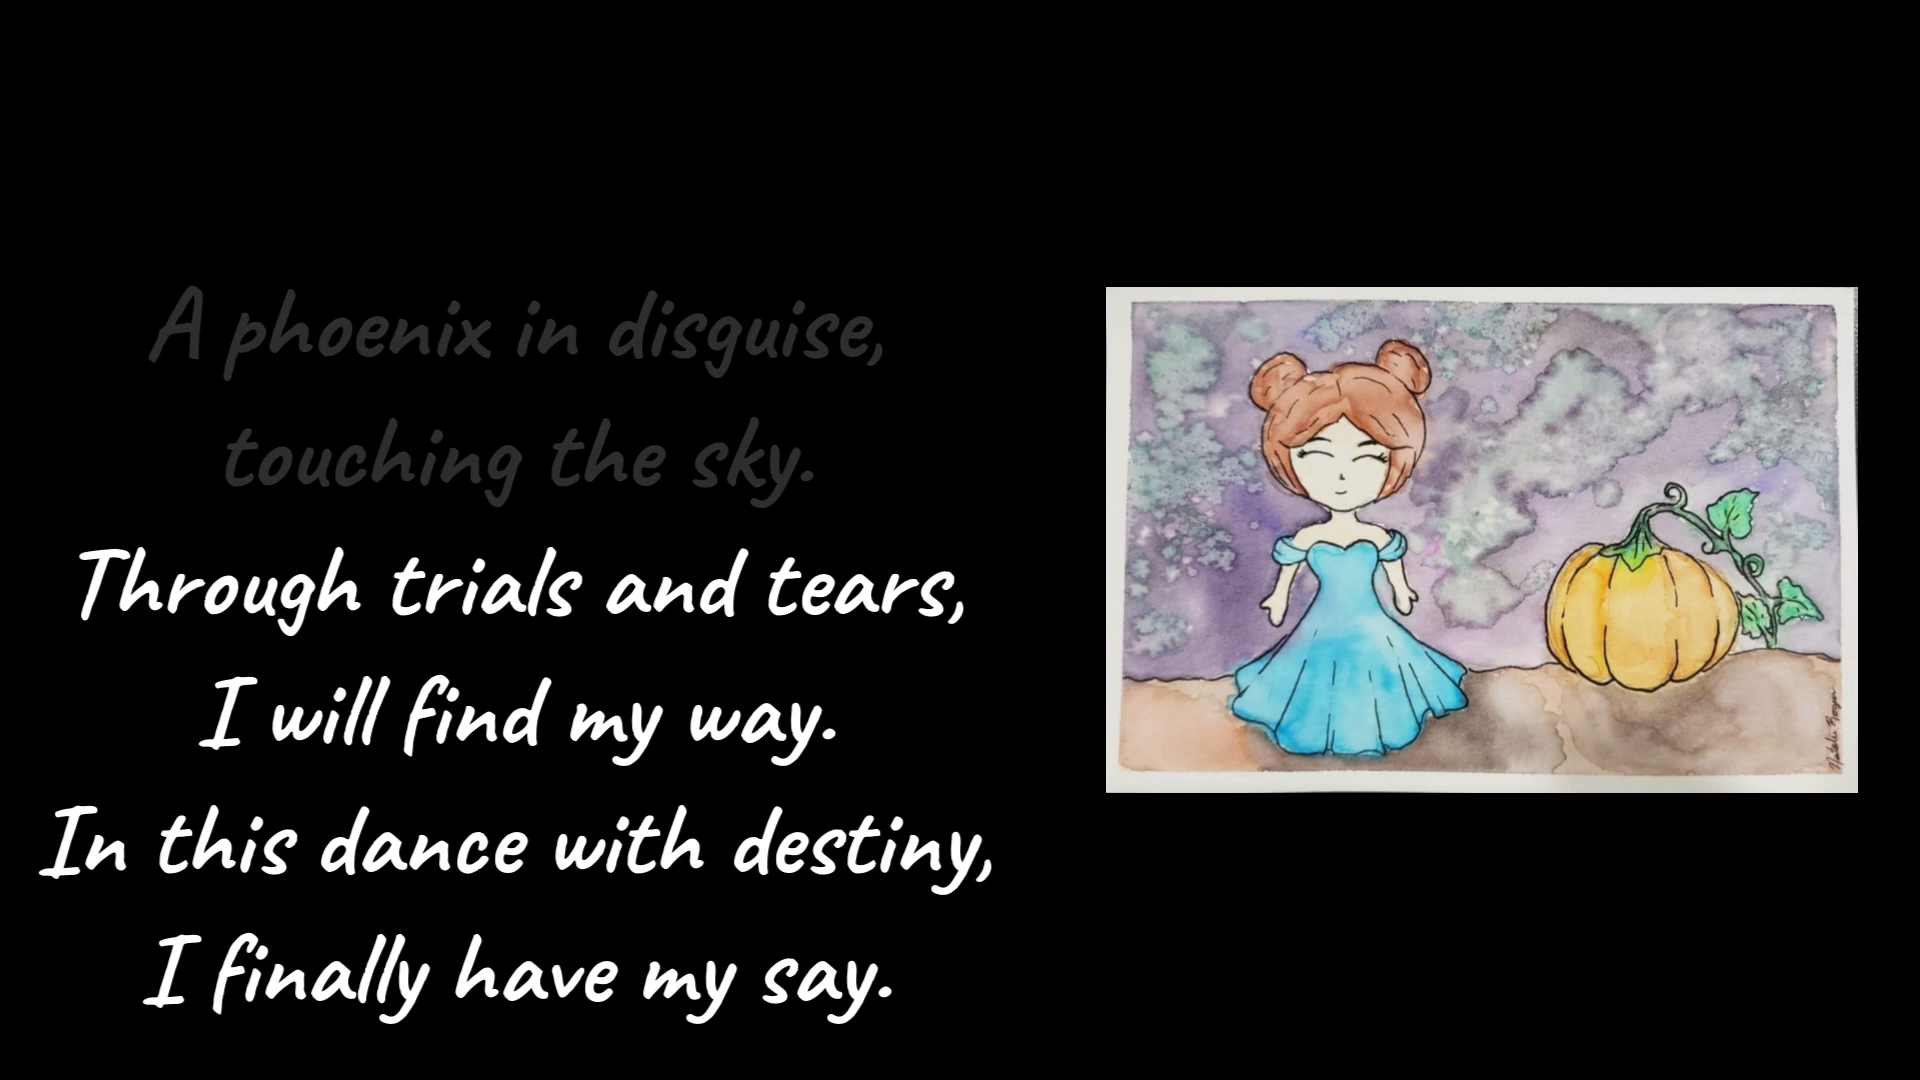 A phoenix in disguise,
touching the sky.
Through trials and tears,
I will find my way.
In this dance with destiny,
I finally have my say.